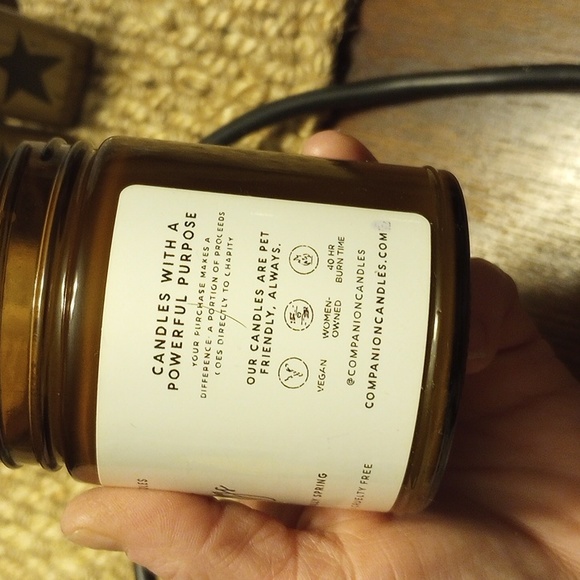 CANDLES WITH A
POWERFUL PURPOSE
YOUR PURCHASE MAKES A
DIFFERENCE. A PORTION OF PROCEEDS
GOES DIRECTLY TO CHARITY
OUR CANDLES ARE PET
FRIENDLY, ALWAYS.
VEGAN
WOMEN-
OWNED
40 HR
BURN TIME
@COMPANIONCANDLES
COMPANIONCANDLES.COM
SPRING
CRUELTY FREE